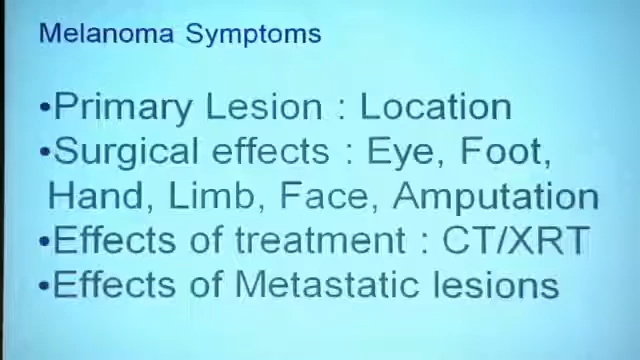 Melanoma Symptoms
•Primary Lesion : Location
•Surgical effects : Eye, Foot,
Hand, Limb, Face, Amputation
•Effects of treatment : CT/XRT
•Effects of Metastatic lesions